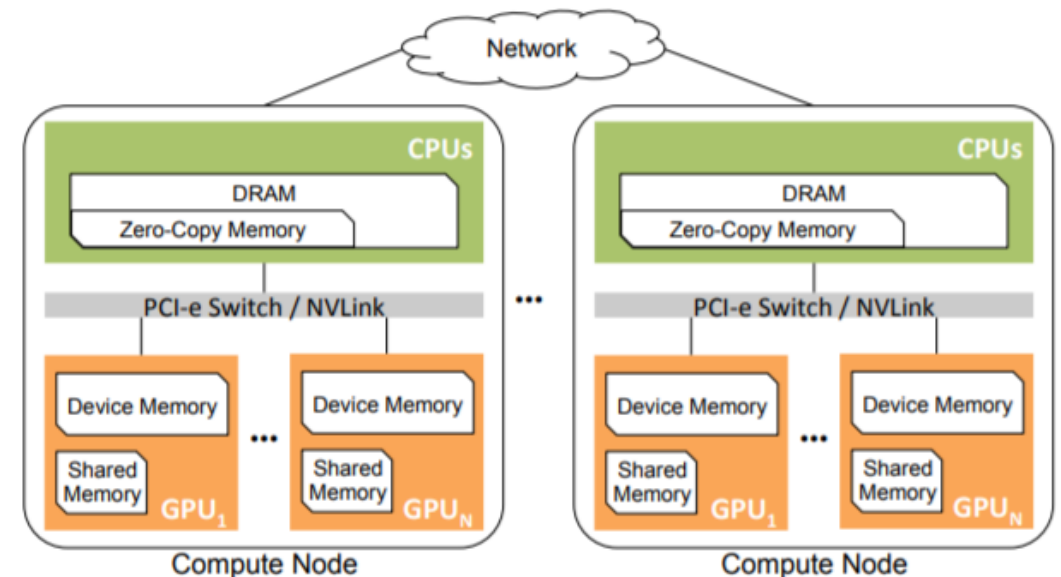 Network
CPUs
DRAM
Zero-Copy Memory
PCI-e Switch / NVLink
Device Memory
Shared
Memory
GPU1
...
Device Memory
Shared
Memory
GPUN
Compute Node
...
CPUs
DRAM
Zero-Copy Memory
PCI-e Switch / NVLink
Device Memory
Shared
Memory
GPU1
...
Device Memory
Shared
Memory
GPUN
Compute Node